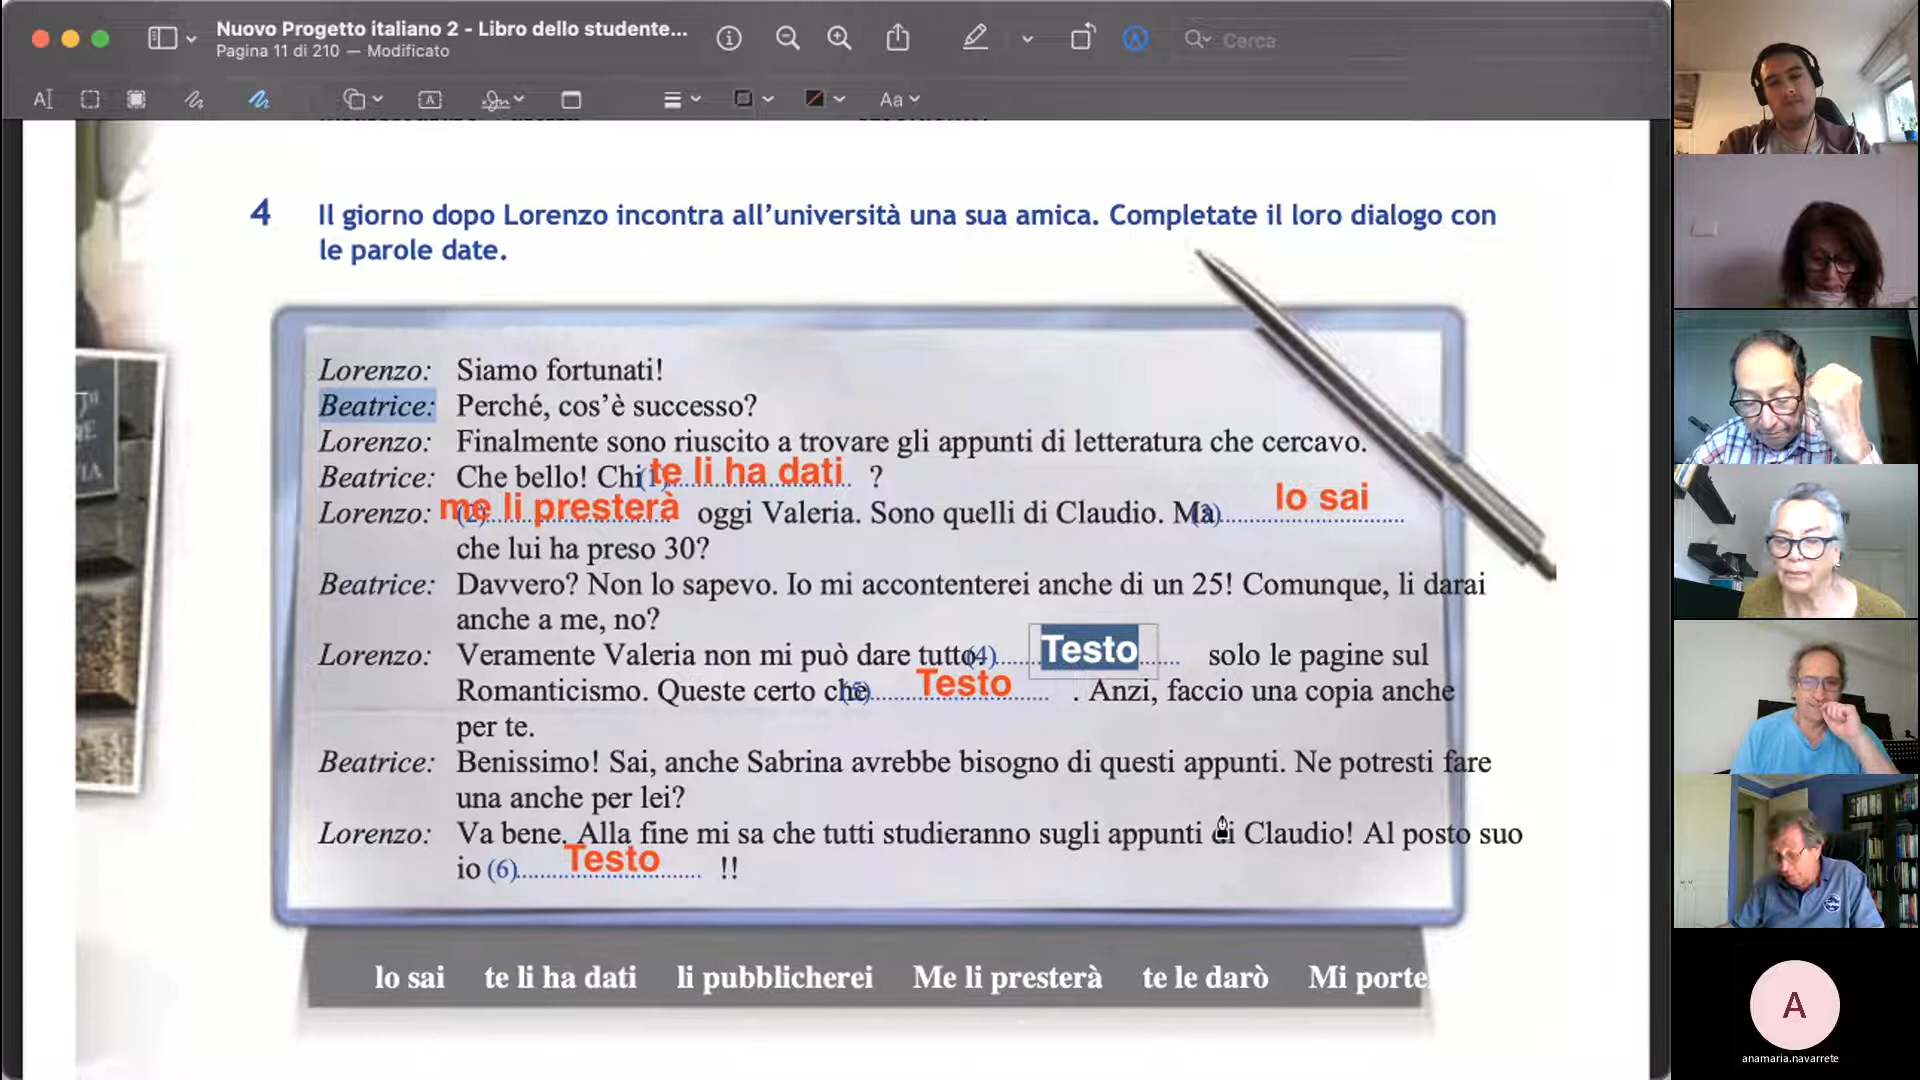 Nuovo Progetto italiano 2 - Libro dello studente...
Pagina 11 di 210 — Modificato
Cerca
Aa
4 Il giorno dopo Lorenzo incontra all'università una sua amica. Completate il loro dialogo con
le parole date.
Lorenzo: Siamo fortunati!
Beatrice: Perché, cos'è successo?
Lorenzo: Finalmente sono riuscito a trovare gli appunti di letteratura che cercavo.
Beatrice: Che bello! Chi (1) te li ha dati ?
Lorenzo: (2) me li presterà oggi Valeria. Sono quelli di Claudio. Ma (3) lo sai
che lui ha preso 30?
Beatrice: Davvero? Non lo sapevo. Io mi accontenterei anche di un 25! Comunque, li darai
anche a me, no?
Lorenzo: Veramente Valeria non mi può dare tutto. (4) Testo solo le pagine sul
Romanticismo. Queste certo che (5) Testo . Anzi, faccio una copia anche
per te.
Beatrice: Benissimo! Sai, anche Sabrina avrebbe bisogno di questi appunti. Ne potresti fare
una anche per lei?
Lorenzo: Va bene. Alla fine mi sa che tutti studieranno sugli appunti di Claudio! Al posto suo
io (6) Testo !!
lo sai te li ha dati li pubblicherei Me li presterà te le darò Mi porte
A
anamaria.navarrete